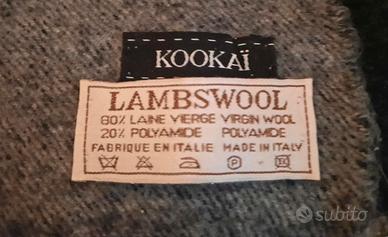 KOOKAÏ
LAMBSWOOL
80% LAINE VIERGE VIRGIN WOOL
20% POLYAMIDE POLYAMIDE
FABRIQUE EN ITALIE MADE IN ITALY
P
subito